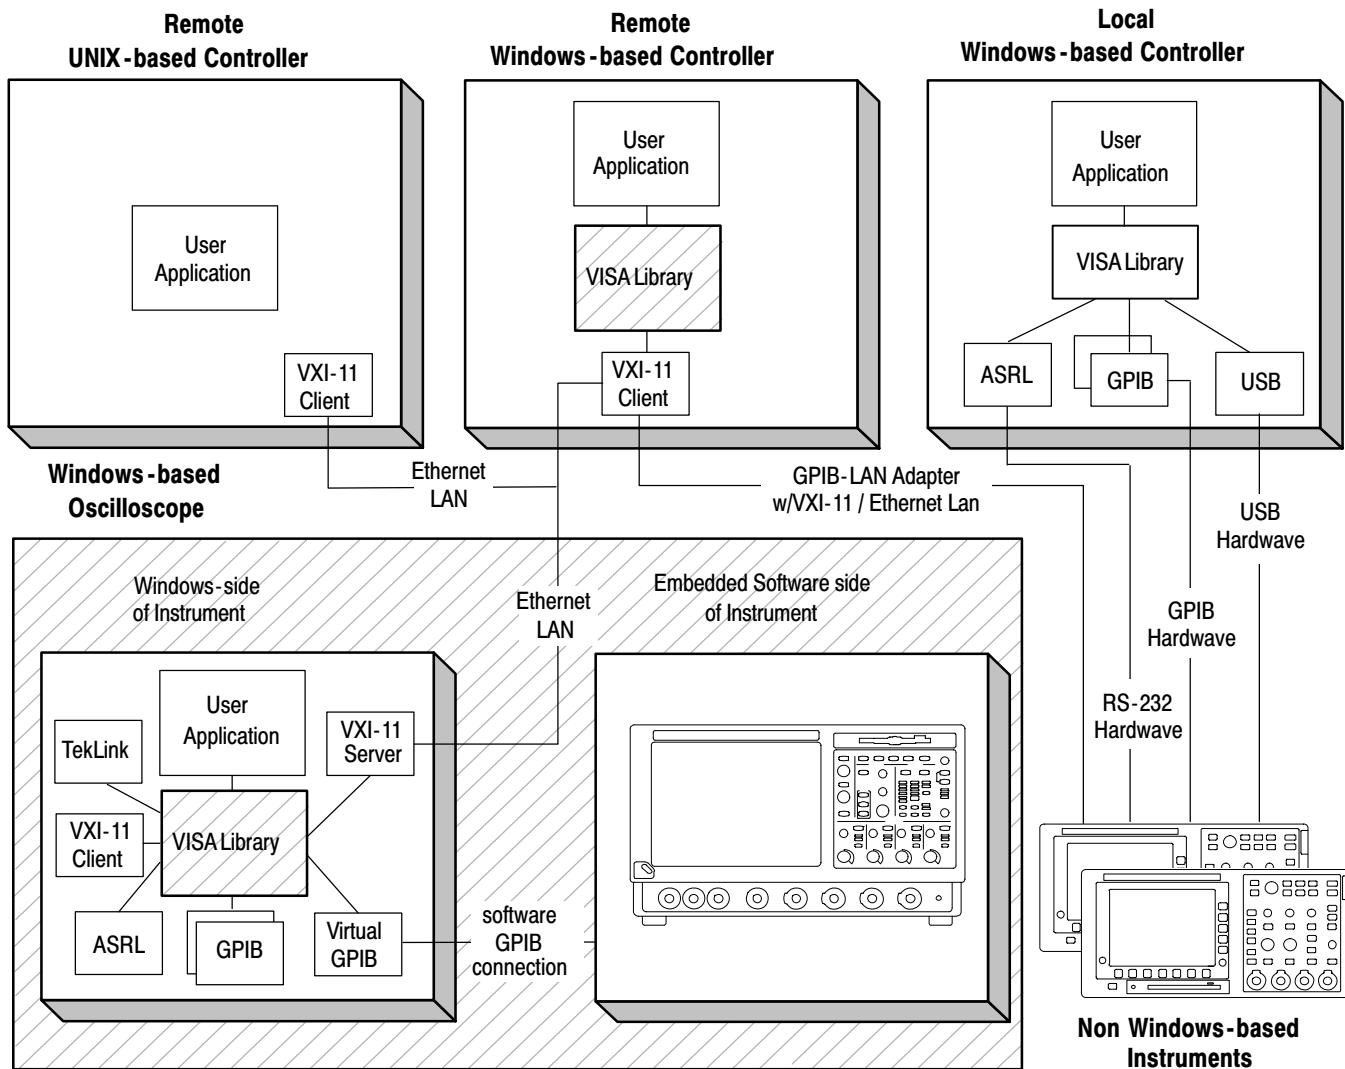 Remote
UNIX-based Controller
Remote
Windows-based Controller
Local
Windows-based Controller
User
Application
VXI-11
Client
User
Application
VISA Library
VXI-11
Client
User
Application
VISA Library
ASRL
GPIB
USB
Ethernet
LAN
GPIB-LAN Adapter
w/VXI-11 / Ethernet Lan
USB
Hardwave
GPIB
Hardwave
RS-232
Hardwave
Windows-based
Oscilloscope
Windows-side
of Instrument
Ethernet
LAN
Embedded Software side
of Instrument
User
Application
TekLink
VXI-11
Server
VXI-11
Client
VISA Library
ASRL
GPIB
Virtual
GPIB
software
GPIB
connection
Non Windows-based
Instruments